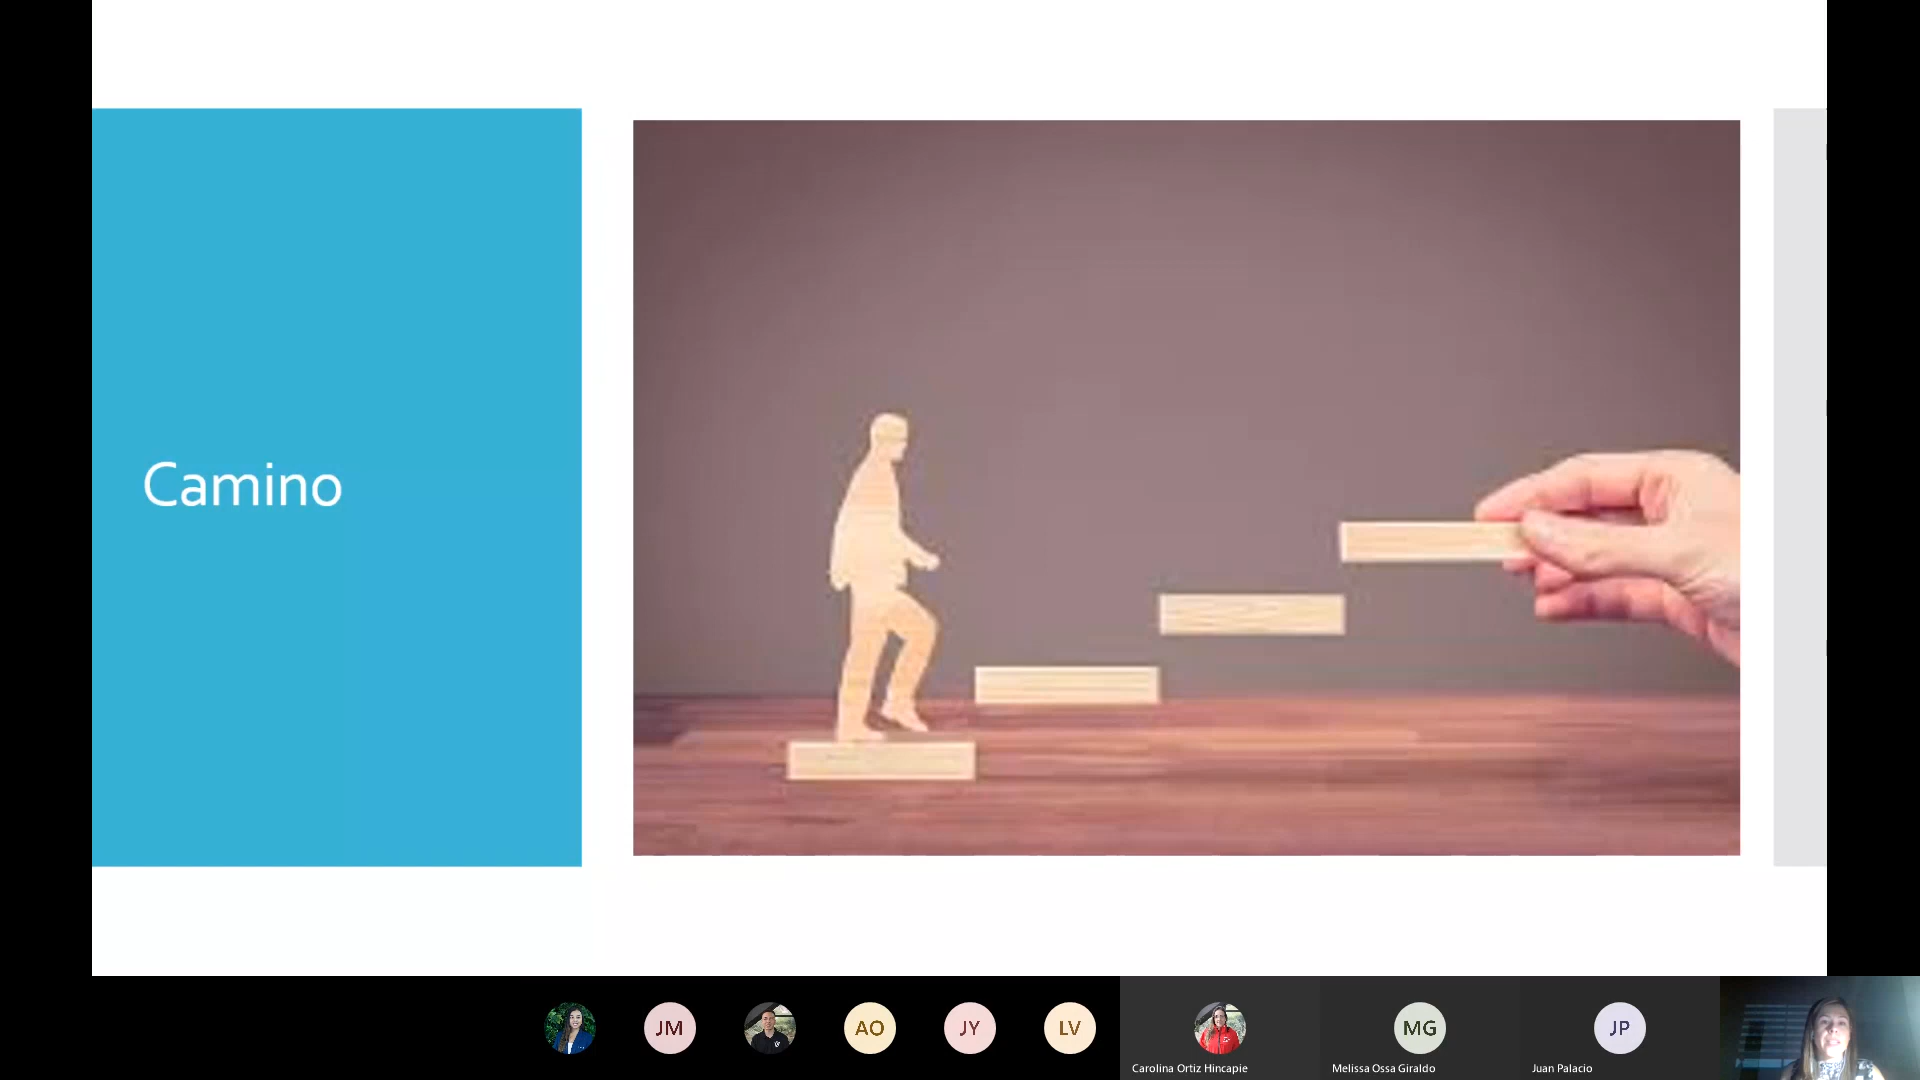 Camino
JM
AO
JY
LV
MG
JP
Carolina Ortiz Hincapie
Melissa Ossa Giraldo
Juan Palacio